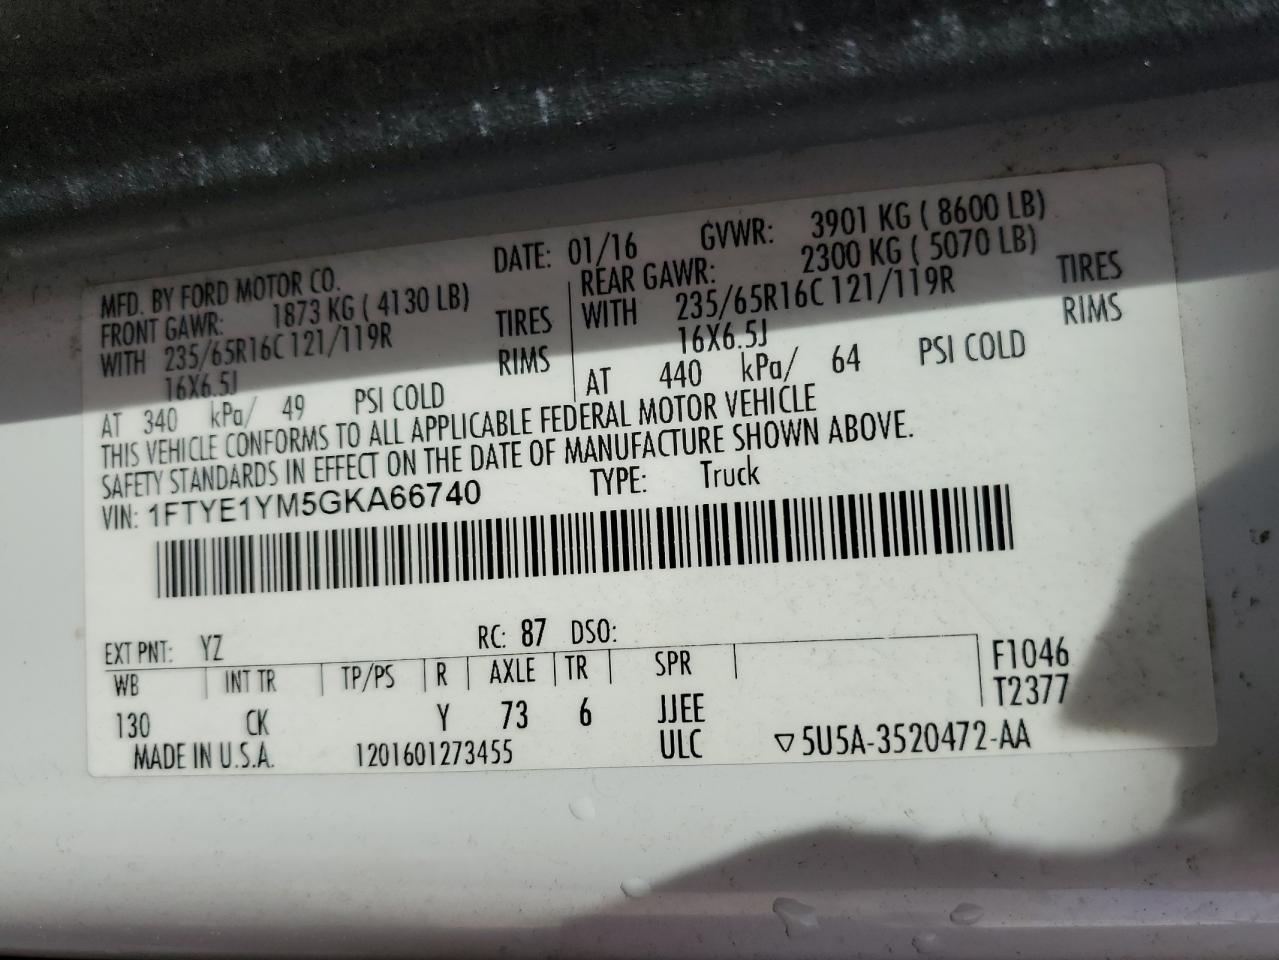 MFD. BY FORD MOTOR CO. DATE: 01/16 GVWR: 3901 KG ( 8600 LB)
FRONT GAWR: 1873 KG ( 4130 LB) REAR GAWR: 2300 KG ( 5070 LB)
WITH 235/65R16C 121/119R TIRES WITH 235/65R16C 121/119R TIRES
16X6.5J RIMS 16X6.5J RIMS
AT 340 kPa/ 49 PSI COLD AT 440 kPa/ 64 PSI COLD
THIS VEHICLE CONFORMS TO ALL APPLICABLE FEDERAL MOTOR VEHICLE
SAFETY STANDARDS IN EFFECT ON THE DATE OF MANUFACTURE SHOWN ABOVE.
VIN: 1FTYE1YM5GKA66740 TYPE: Truck
EXT PNT: YZ RC: 87 DSO:
WB INT TR TP/PS R AXLE TR SPR F1046
130 CK Y 73 6 JJEE T2377
MADE IN U.S.A. 1201601273455 ULC ▽5U5A-3520472-AA